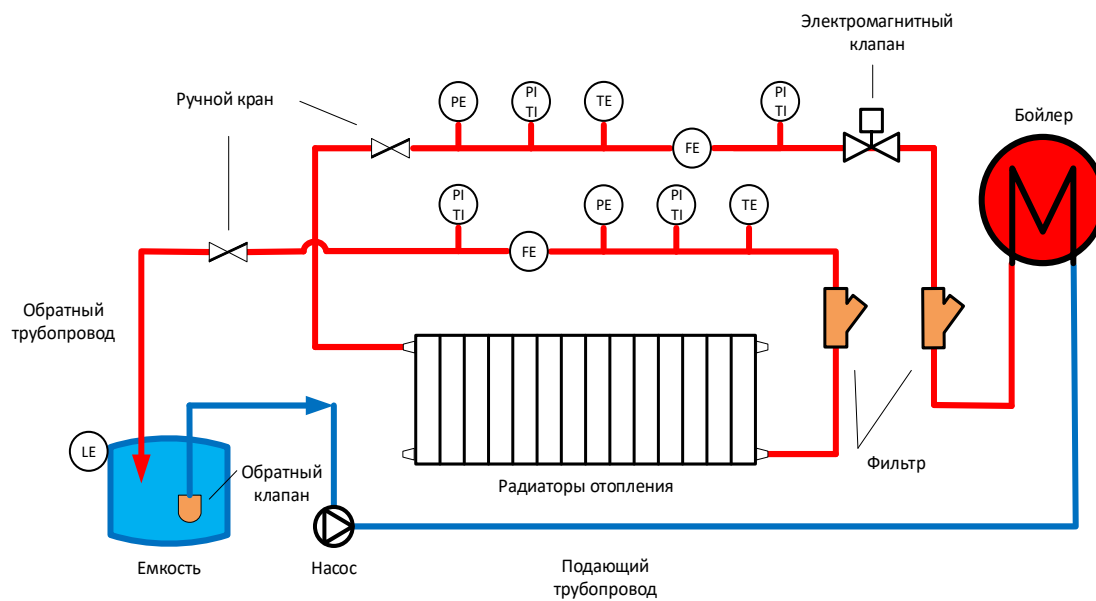 Электромагнитный
клапан
Ручной кран
PE
PI
TI
TE
PI
TI
Бойлер
FE
PI
TI
PE
PI
TI
TE
FE
Обратный
трубопровод
LE
Обратный
клапан
Радиаторы отопления
Фильтр
Емкость
Насос
Подающий
трубопровод